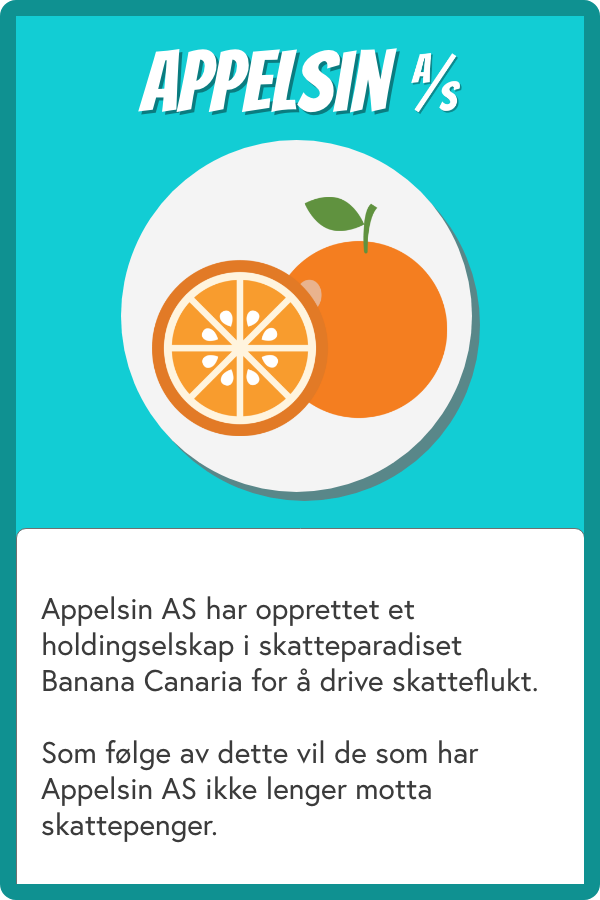 APPELSIN A/S
Appelsin AS har opprettet et
holdingselskap i skatteparadiset
Banana Canaria for å drive skatteflukt.
Som følge av dette vil de som har
Appelsin AS ikke lenger motta
skattepenger.